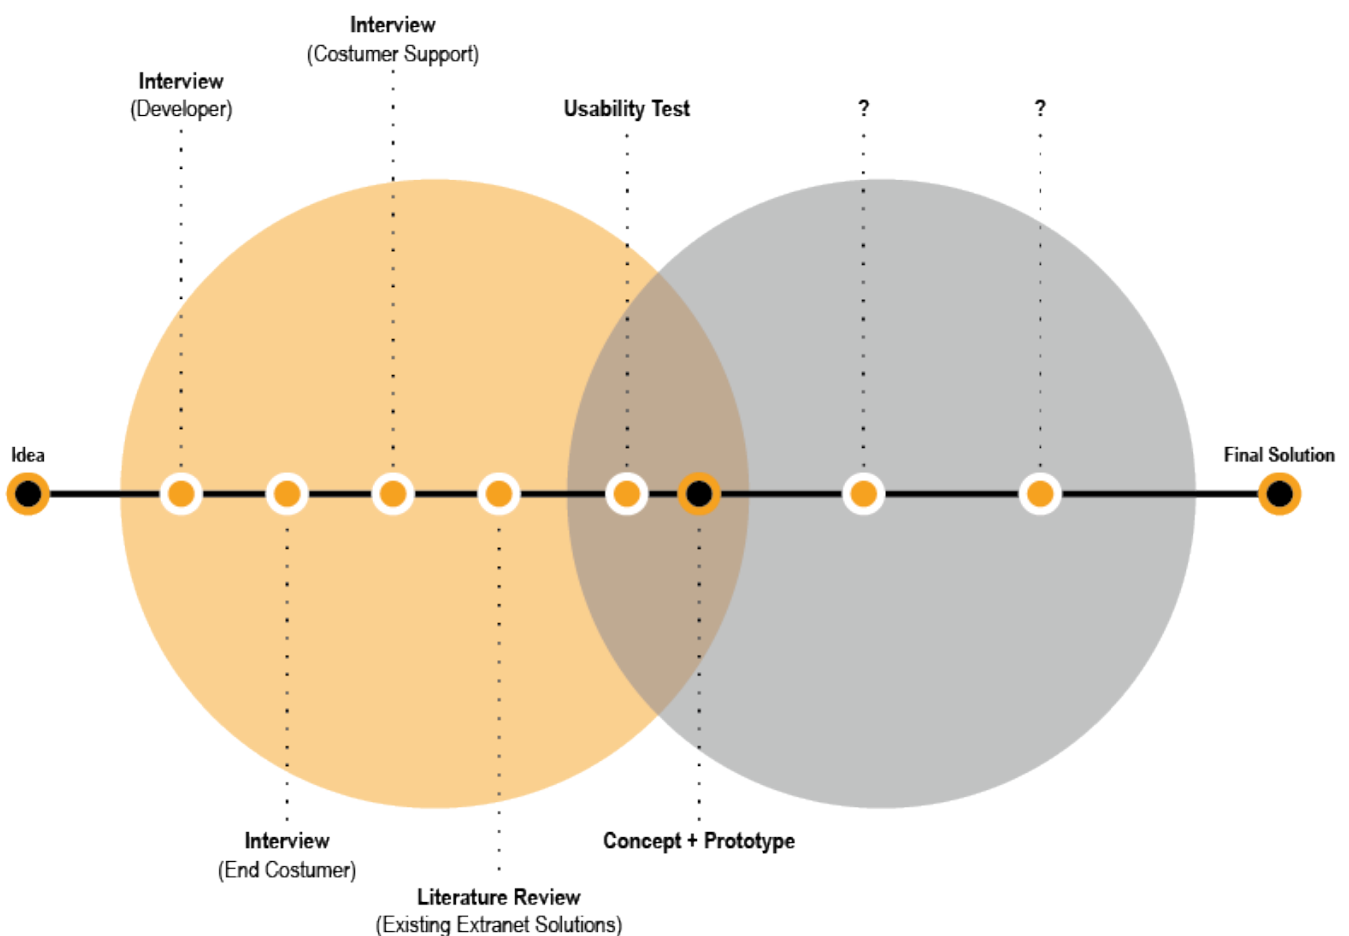 Interview
(Costumer Support)
Interview
(Developer)
Usability Test
?
?
Idea
Final Solution
Interview
(End Costumer)
Concept + Prototype
Literature Review
(Existing Extranet Solutions)